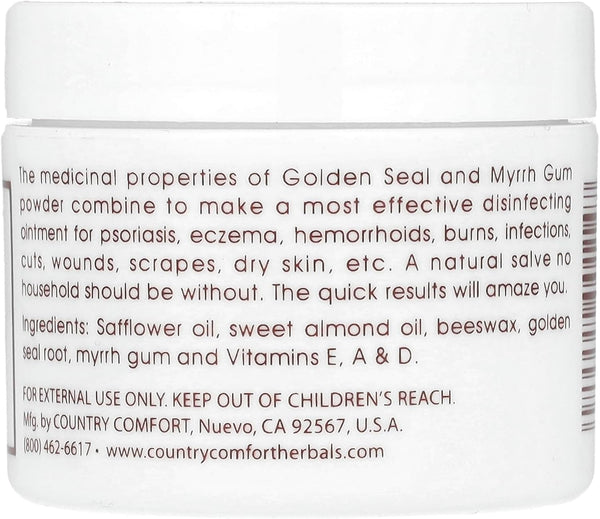 The medicinal properties of Golden Seal and Myrrh Gum
powder combine to make a most effective disinfecting
ointment for psoriasis, eczema, hemorrhoids, burns, infections,
cuts, wounds, scrapes, dry skin, etc. A natural salve no
household should be without. The quick results will amaze you.
Ingredients: Safflower oil, sweet almond oil, beeswax, golden
seal root, myrrh gum and Vitamins E, A & D.
FOR EXTERNAL USE ONLY. KEEP OUT OF CHILDREN'S REACH.
Mfg. by COUNTRY COMFORT, Nuevo, CA 92567, U.S.A.
(800) 462-6617 • www.countrycomfortherbals.com